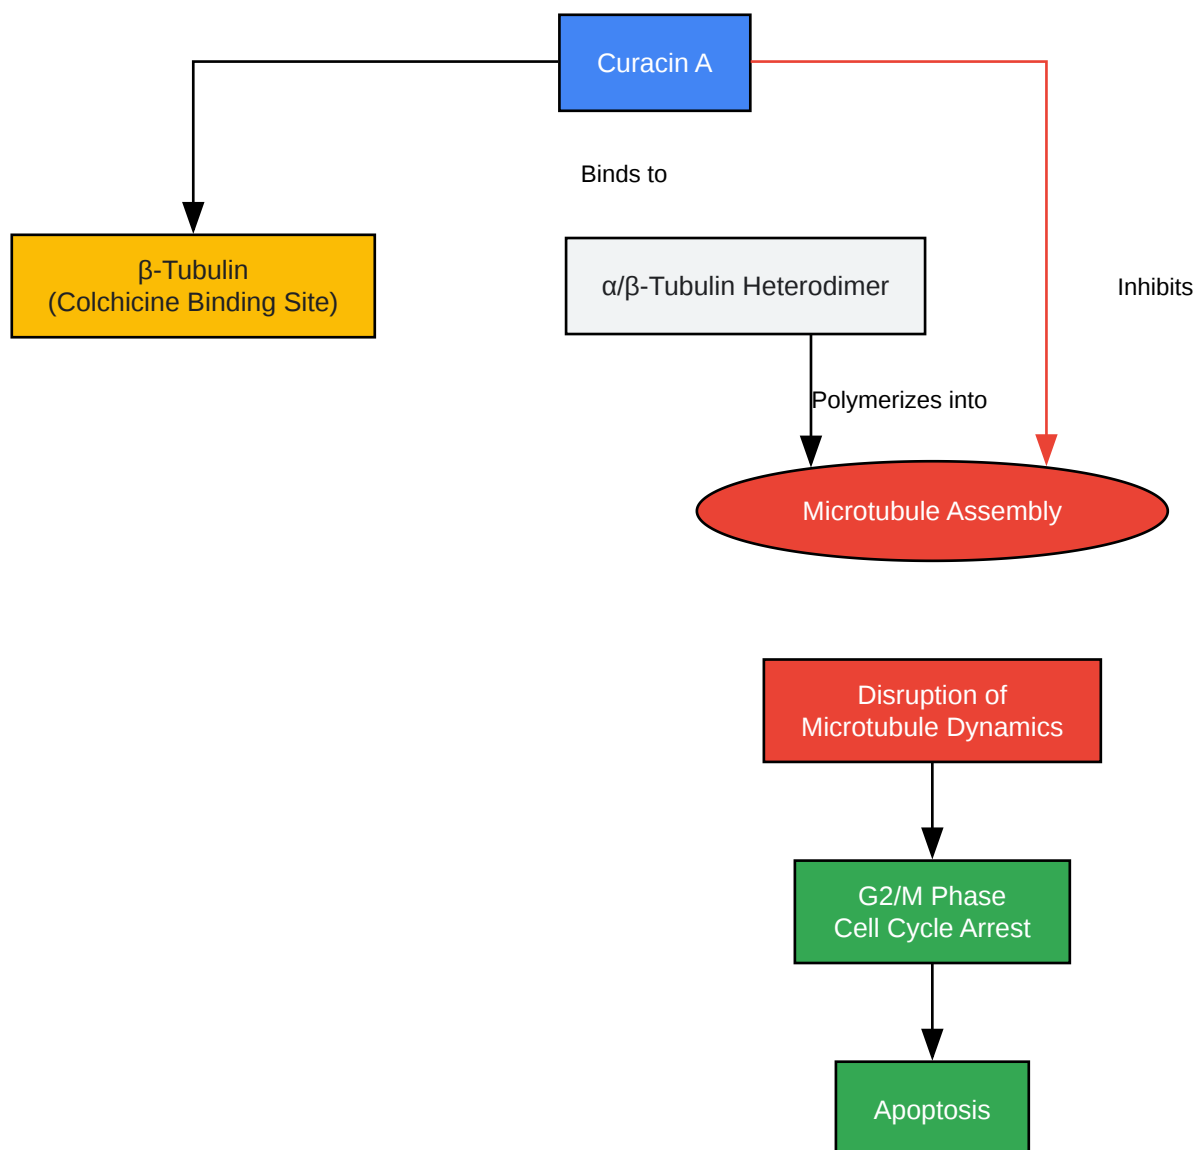 Curacin A
Binds to
β-Tubulin
(Colchicine Binding Site)
α/β-Tubulin Heterodimer
Inhibits
Polymerizes into
Microtubule Assembly
Disruption of
Microtubule Dynamics
G2/M Phase
Cell Cycle Arrest
Apoptosis